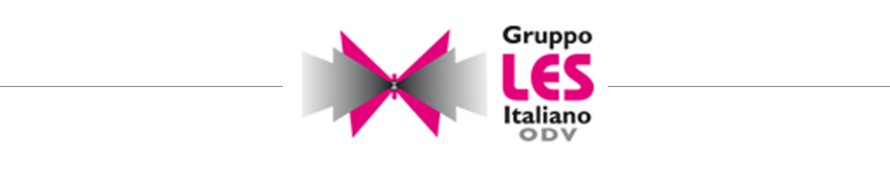 Gruppo
LES
Italiano
ODV